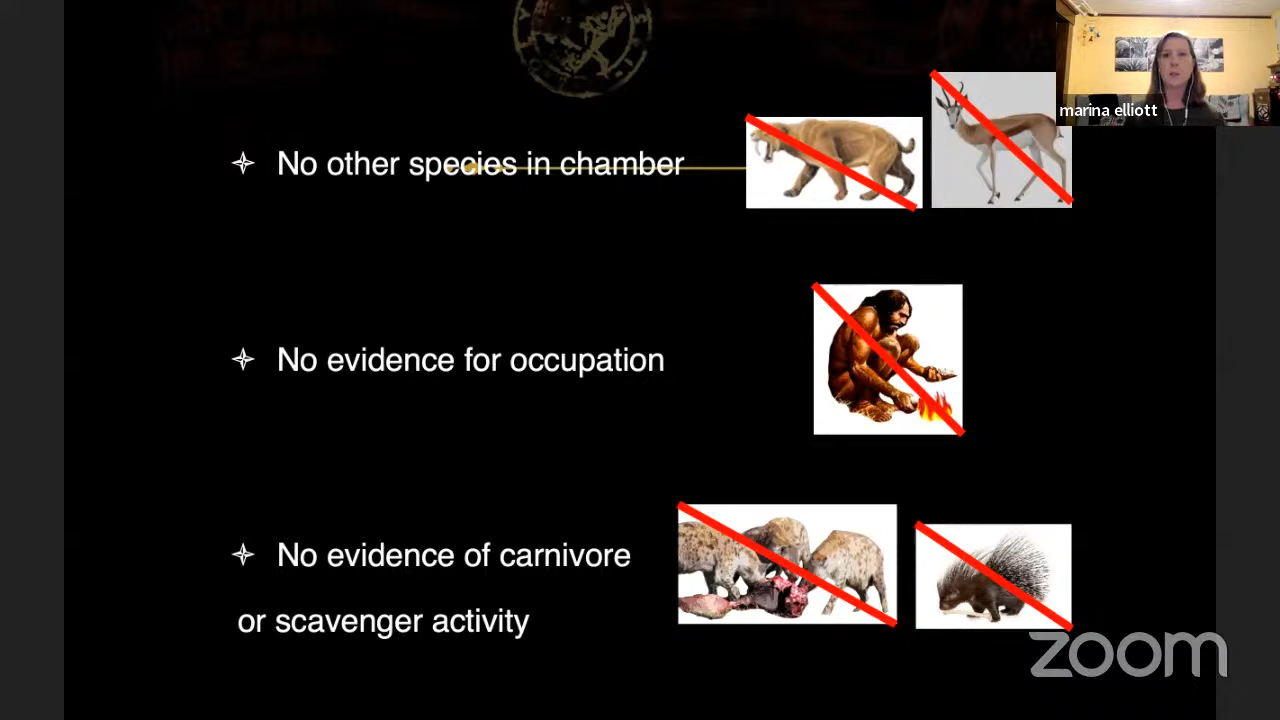 marina elliott
No other species in chamber
No evidence for occupation
No evidence of carnivore
or scavenger activity
zoom